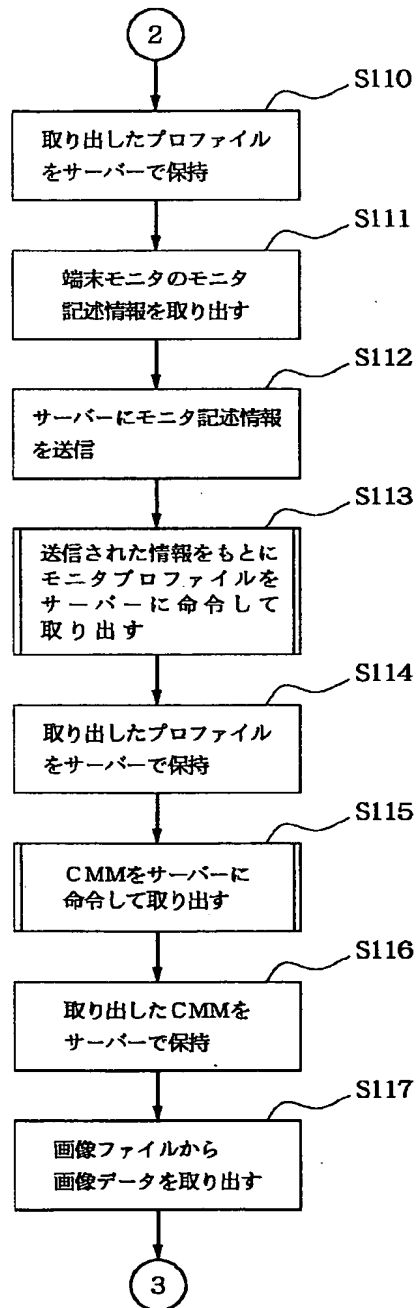 2
S110
取り出したプロファイル
をサーバーで保持
S111
端末モニタのモニタ
記述情報を取り出す
S112
サーバーにモニタ記述情報
を送信
S113
送信された情報をもとに
モニタプロファイルを
サーバーに命令して
取り出す
S114
取り出したプロファイル
をサーバーで保持
S115
CMMをサーバーに
命令して取り出す
S116
取り出したCMMを
サーバーで保持
S117
画像ファイルから
画像データを取り出す
3